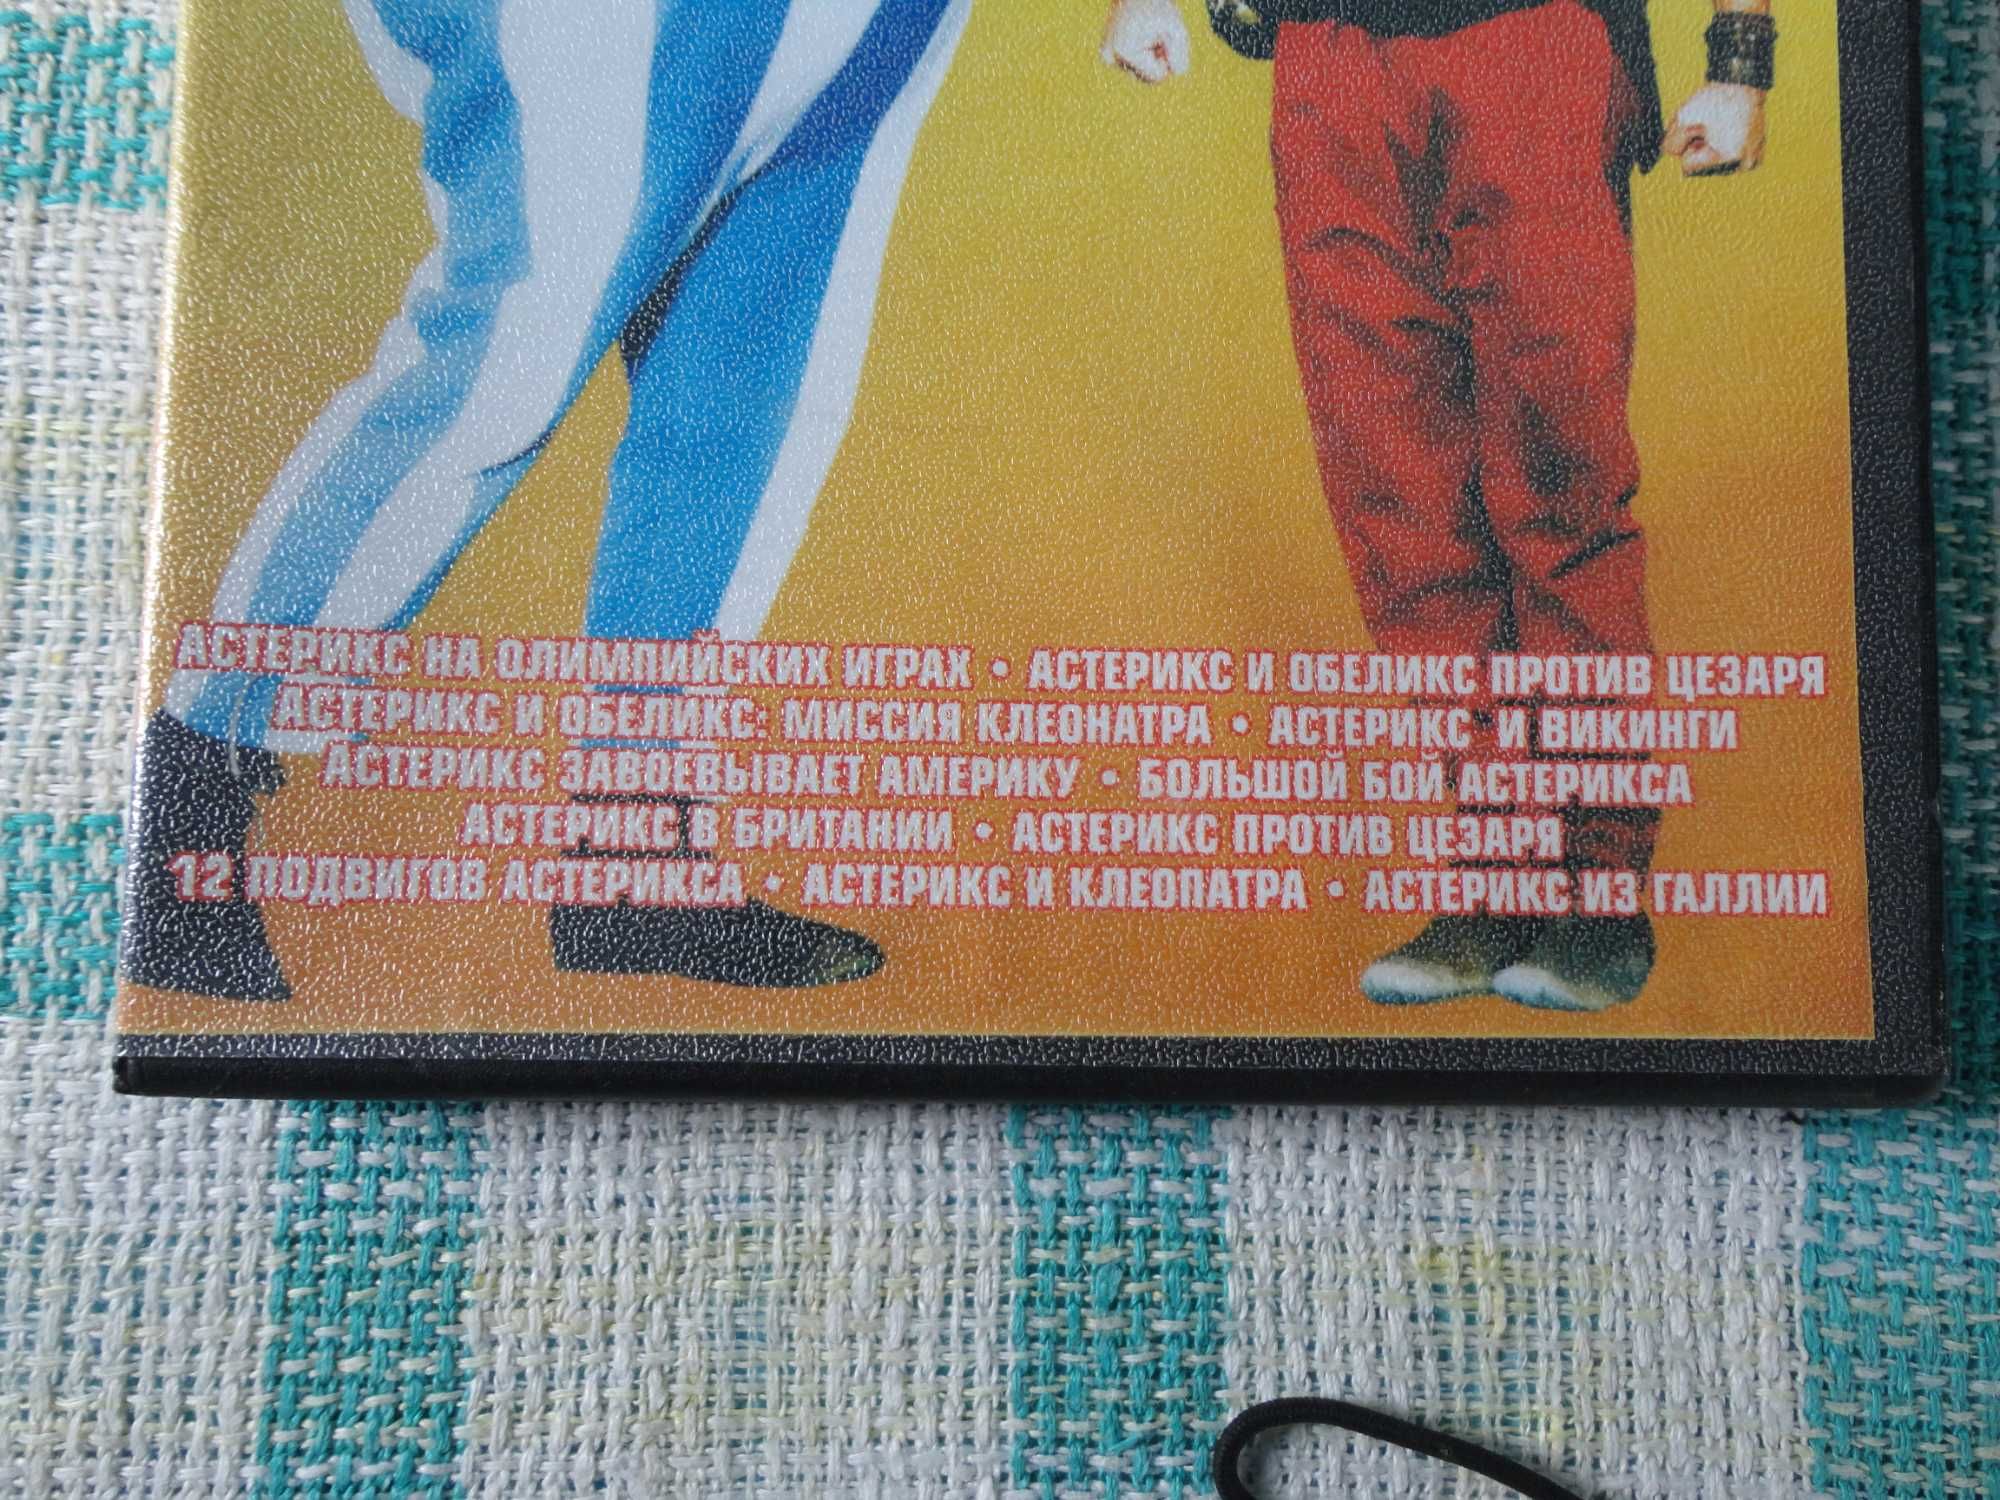 АСТЕРИКС НА ОЛИМПИЙСКИХ ИГРАХ • АСТЕРИКС И ОБЕЛИКС ПРОТИВ ЦЕЗАРЯ
АСТЕРИКС И ОБЕЛИКС: МИССИЯ КЛЕОНАТРА • АСТЕРИКС И ВИКИНГИ
АСТЕРИКС ЗАВОЕВЫВАЕТ АМЕРИКУ • БОЛЬШОЙ БОЙ АСТЕРИКСА
АСТЕРИКС В БРИТАНИИ • АСТЕРИКС ПРОТИВ ЦЕЗАРЯ
12 ПОДВИГОВ АСТЕРИКСА • АСТЕРИКС И КЛЕОПАТРА • АСТЕРИКС ИЗ ГАЛЛИИ